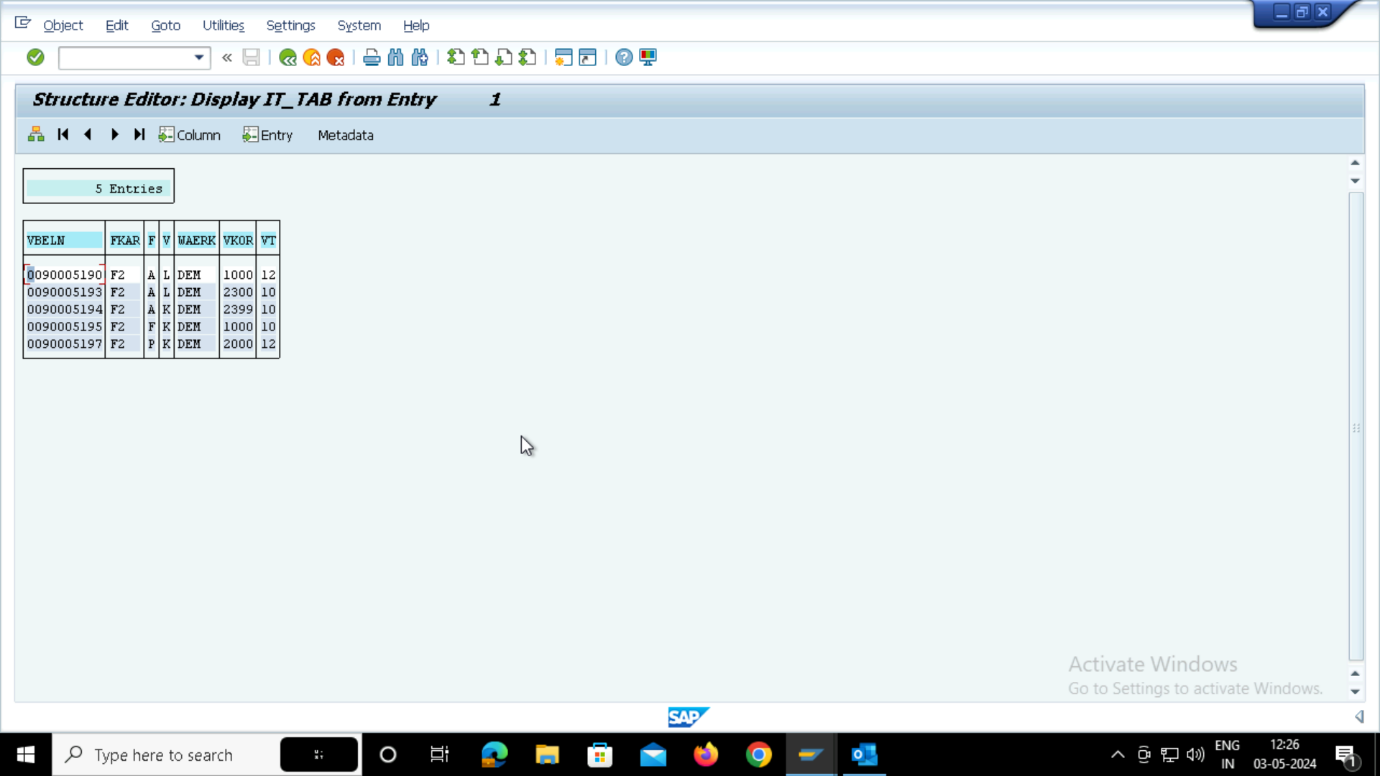 Object Edit Goto Utilities Settings System Help
Structure Editor: Display IT_TAB from Entry 1
Column Entry Metadata
5 Entries
VBELN FKAR F V WAERK VKOR VT
0090005190 F2 A L DEM 1000 12
0090005193 F2 A L DEM 2300 10
0090005194 F2 A K DEM 2399 10
0090005195 F2 F K DEM 1000 10
0090005197 F2 P K DEM 2000 12
Activate Windows
Go to Settings to activate Windows.
SAP
Type here to search
ENG
IN
12:26
03-05-2024
1